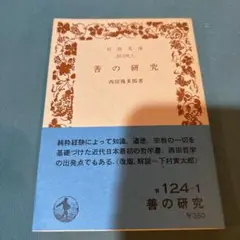 岩波文庫
善の研究
西田幾多郎著
純粋経験によって知識、道徳、宗教の一切を
基礎づけた近代日本最初の哲学書。西田哲学
の出発点でもある。(改版、解説=下村寅太郎)
青 124-1
善の研究